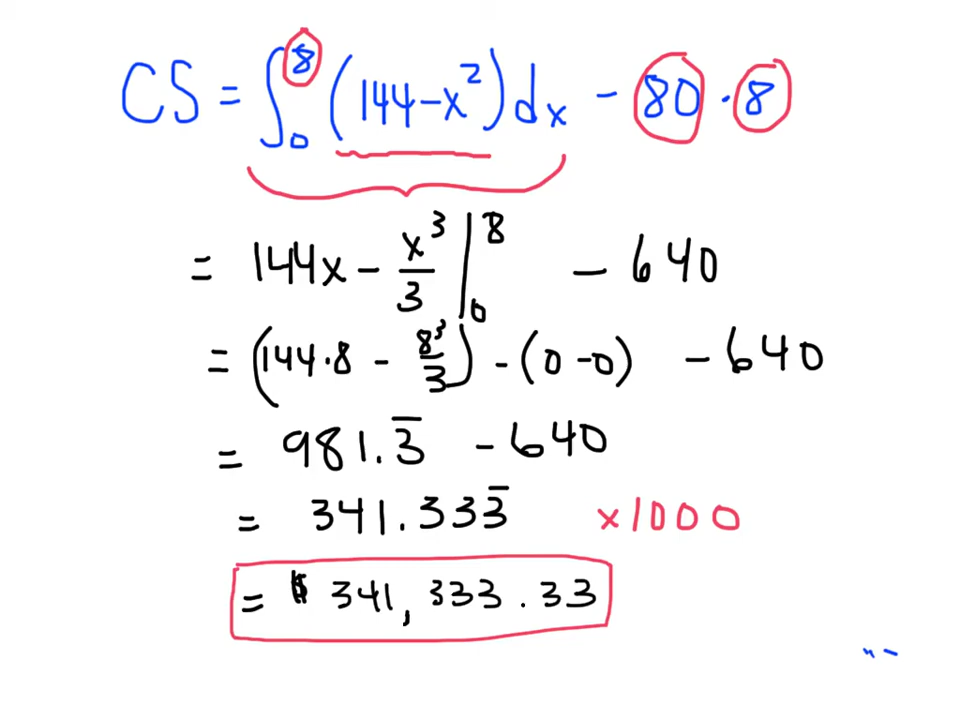 CS = ∫₀⁸ (144-x²) dx - 80 · 8
= 144x - x³/3 |₀⁸ - 640
= (144·8 - 8³/3) - (0-0) - 640
= 981.3̅ - 640
= 341.333̅ ×1000
= $ 341,333.33